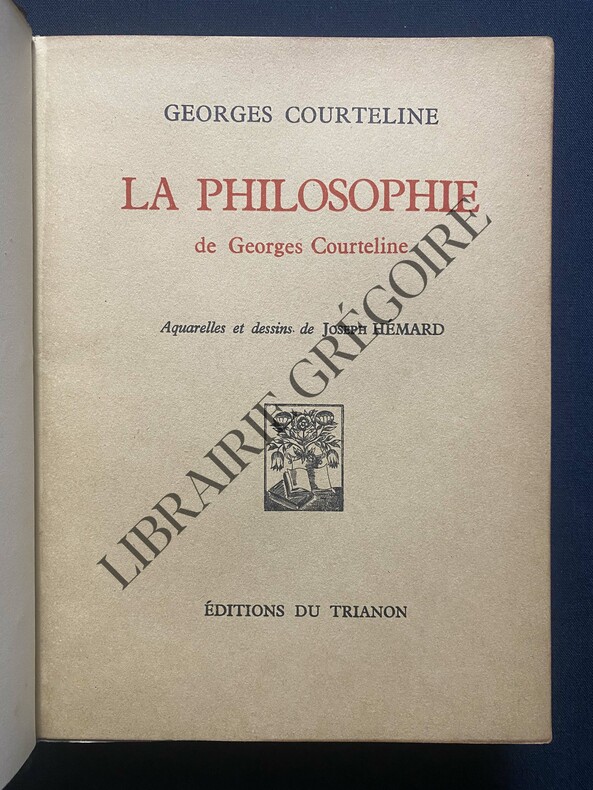 GEORGES COURTELINE
LA PHILOSOPHIE
de Georges Courteline
Aquarelles et dessins de JOSEPH HÉMARD
LIBRAIRIE GRÉGOIRE
ÉDITIONS DU TRIANON